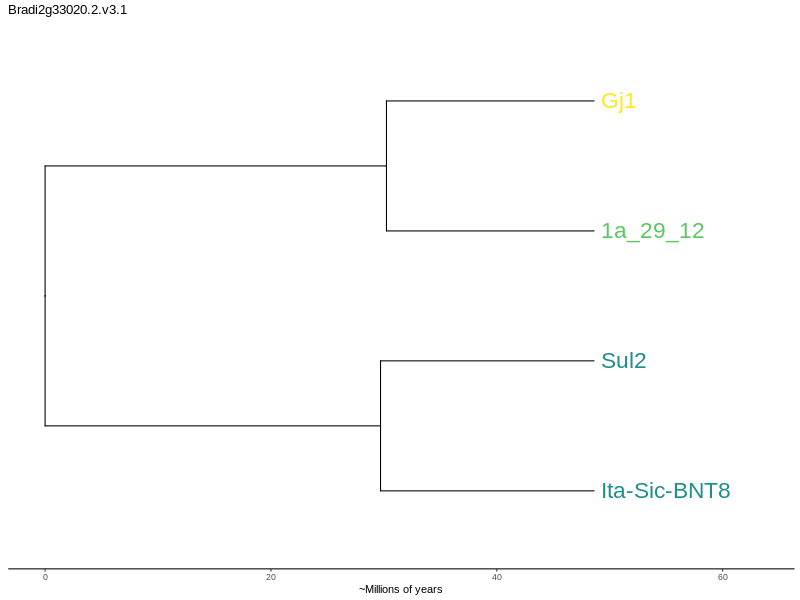 Bradi2g33020.2.v3.1
Gj1
1a_29_12
Sul2
Ita-Sic-BNT8
0 20 40 60
~Millions of years